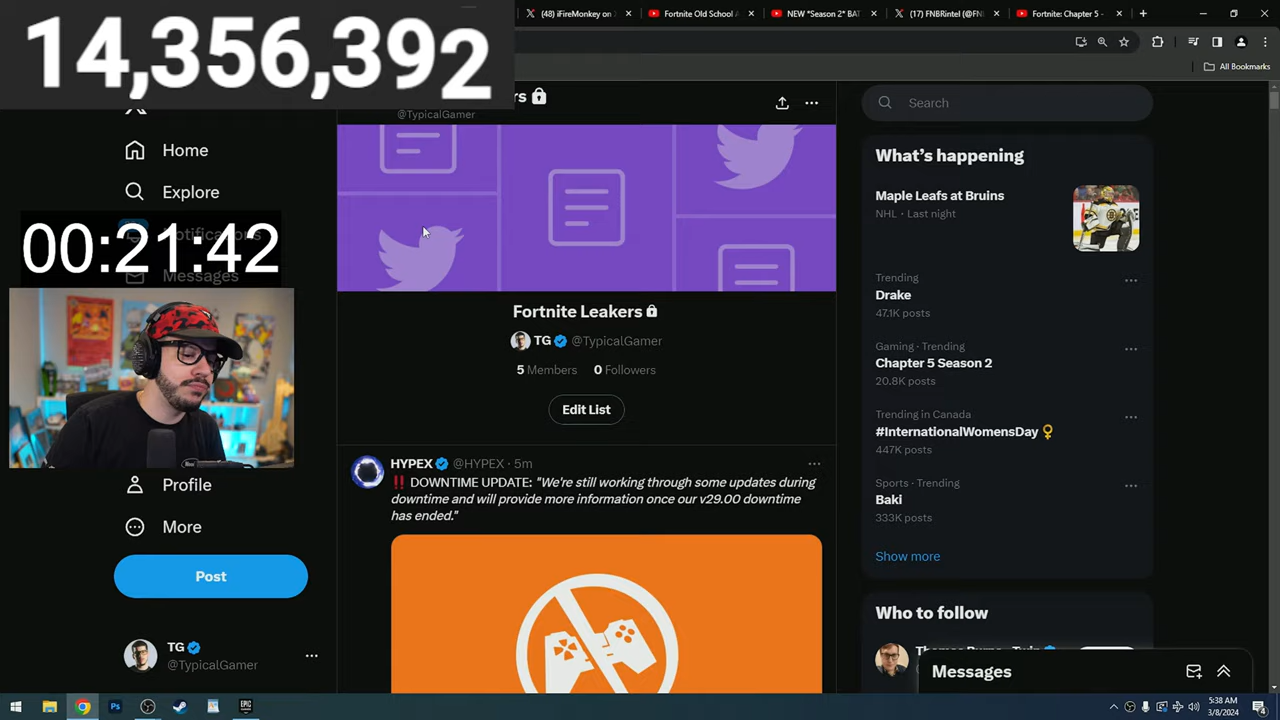 14,356,392
(48) iFireMonkey on
Fortnite Old School
NEW *Season 2* BAT
(17) FNBRintel (@FN
Fortnite: Chapter 5 -
All Bookmarks
@TypicalGamer
Search
Home
Explore
00:21:42
Notifications
Messages
Profile
More
Post
TG
@TypicalGamer
Fortnite Leakers
TG @TypicalGamer
5 Members 0 Followers
Edit List
HYPEX @HYPEX · 5m
‼️ DOWNTIME UPDATE: "We're still working through some updates during
downtime and will provide more information once our v29.00 downtime
has ended."
What's happening
Maple Leafs at Bruins
NHL · Last night
Trending
Drake
47.1K posts
Gaming · Trending
Chapter 5 Season 2
20.8K posts
Trending in Canada
#InternationalWomensDay
447K posts
Sports · Trending
Baki
333K posts
Show more
Who to follow
Messages
5:38 AM
3/8/2024